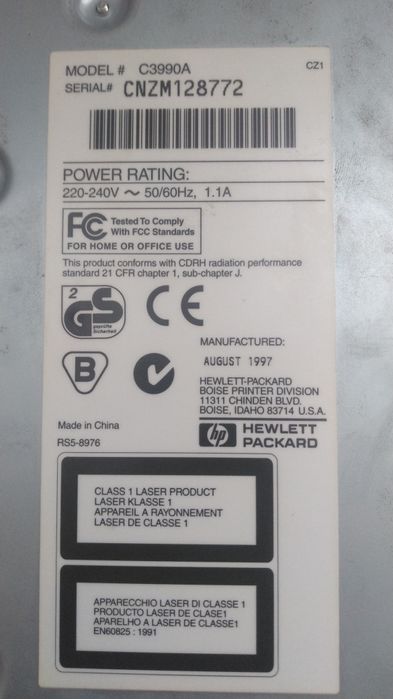 MODEL # C3990A
CZ1
SERIAL# CNZM128772
POWER RATING:
220-240V ～ 50/60Hz, 1.1A
FC Tested To Comply
With FCC Standards
FOR HOME OR OFFICE USE
This product conforms with CDRH radiation performance
standard 21 CFR chapter 1, sub-chapter J.
2
GS
geprüfte
Sicherheit
CE
B
MANUFACTURED:
AUGUST 1997
HEWLETT-PACKARD
BOISE PRINTER DIVISION
11311 CHINDEN BLVD.
BOISE, IDAHO 83714 U.S.A.
Made in China
RS5-8976
hp HEWLETT
PACKARD
CLASS 1 LASER PRODUCT
LASER KLASSE 1
APPAREIL A RAYONNEMENT
LASER DE CLASSE 1
APPARECCHIO LASER DI CLASSE 1
PRODUCTO LASER DE CLASE1
APARELHO A LASER DE CLASSE1
EN60825 : 1991